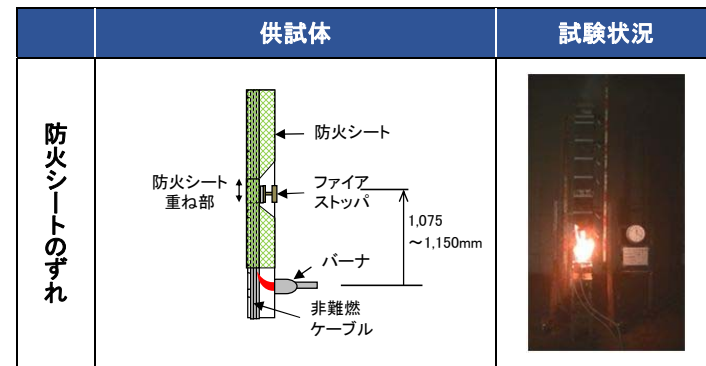 供試体
試験状況
防火シートのずれ
防火シート
防火シート
重ね部
ファイア
ストッパ
1,075
～1,150mm
バーナ
非難燃
ケーブル